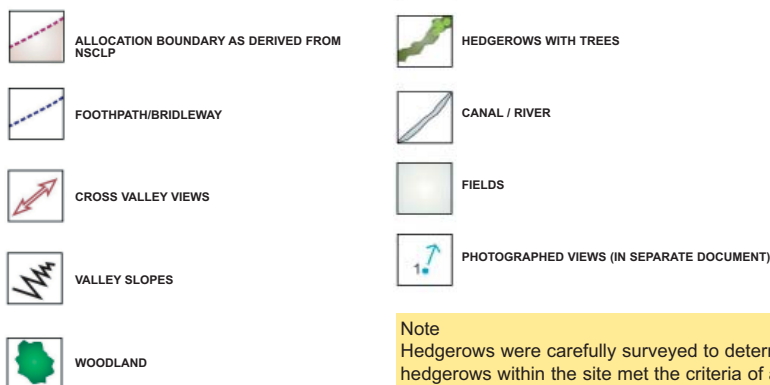 ALLOCATION BOUNDARY AS DERIVED FROM
NSCLP
FOOTPATH/BRIDLEWAY
CROSS VALLEY VIEWS
VALLEY SLOPES
WOODLAND
HEDGEROWS WITH TREES
CANAL / RIVER
FIELDS
1
PHOTOGRAPHED VIEWS (IN SEPARATE DOCUMENT)
Note
Hedgerows were carefully surveyed to deter
hedgerows within the site met the criteria of